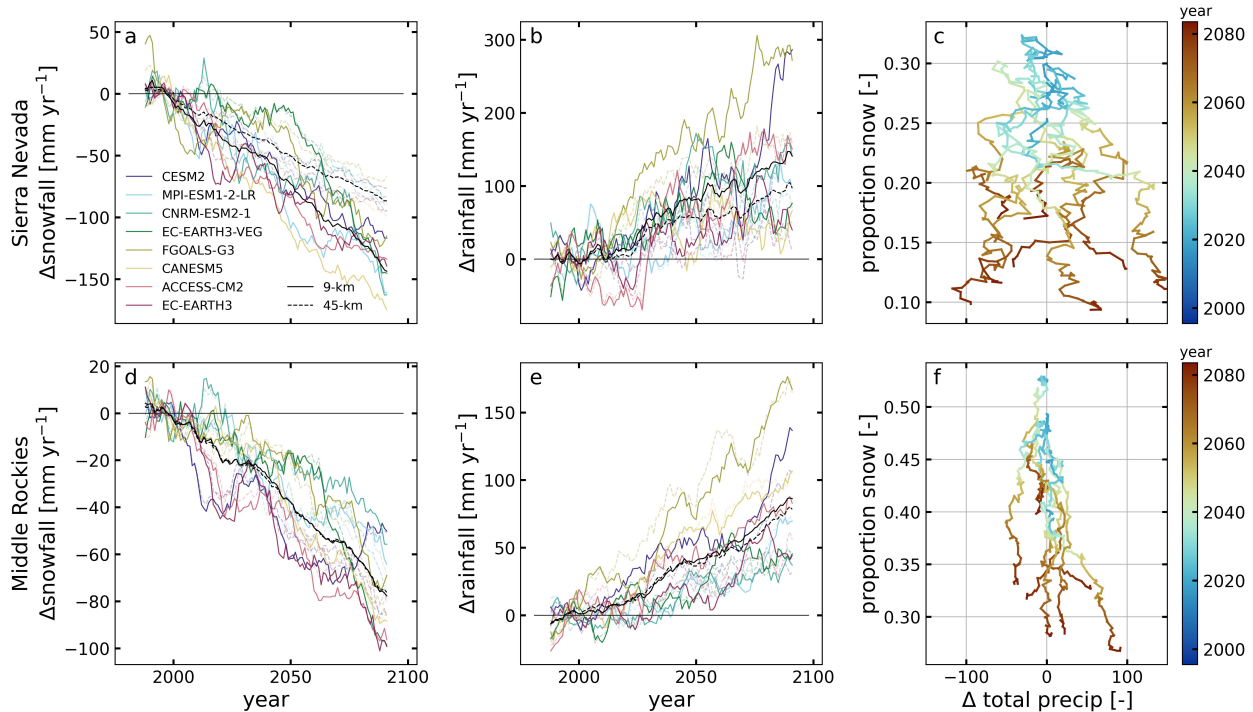 a
50
0
−50
−100
−150
Sierra Nevada
Δsnowfall [mm yr⁻¹]
CESM2
MPI-ESM1-2-LR
CNRM-ESM2-1
EC-EARTH3-VEG
FGOALS-G3
CANESM5
ACCESS-CM2
EC-EARTH3
9-km
45-km
b
300
200
100
0
Δrainfall [mm yr⁻¹]
c
0.30
0.25
0.20
0.15
0.10
proportion snow [-]
year
2080
2060
2040
2020
2000
d
20
0
−20
−40
−60
−80
−100
Middle Rockies
Δsnowfall [mm yr⁻¹]
2000 2050 2100
year
e
150
100
50
0
Δrainfall [mm yr⁻¹]
2000 2050 2100
year
f
0.50
0.45
0.40
0.35
0.30
proportion snow [-]
−100 0 100
Δ total precip [-]
year
2080
2060
2040
2020
2000